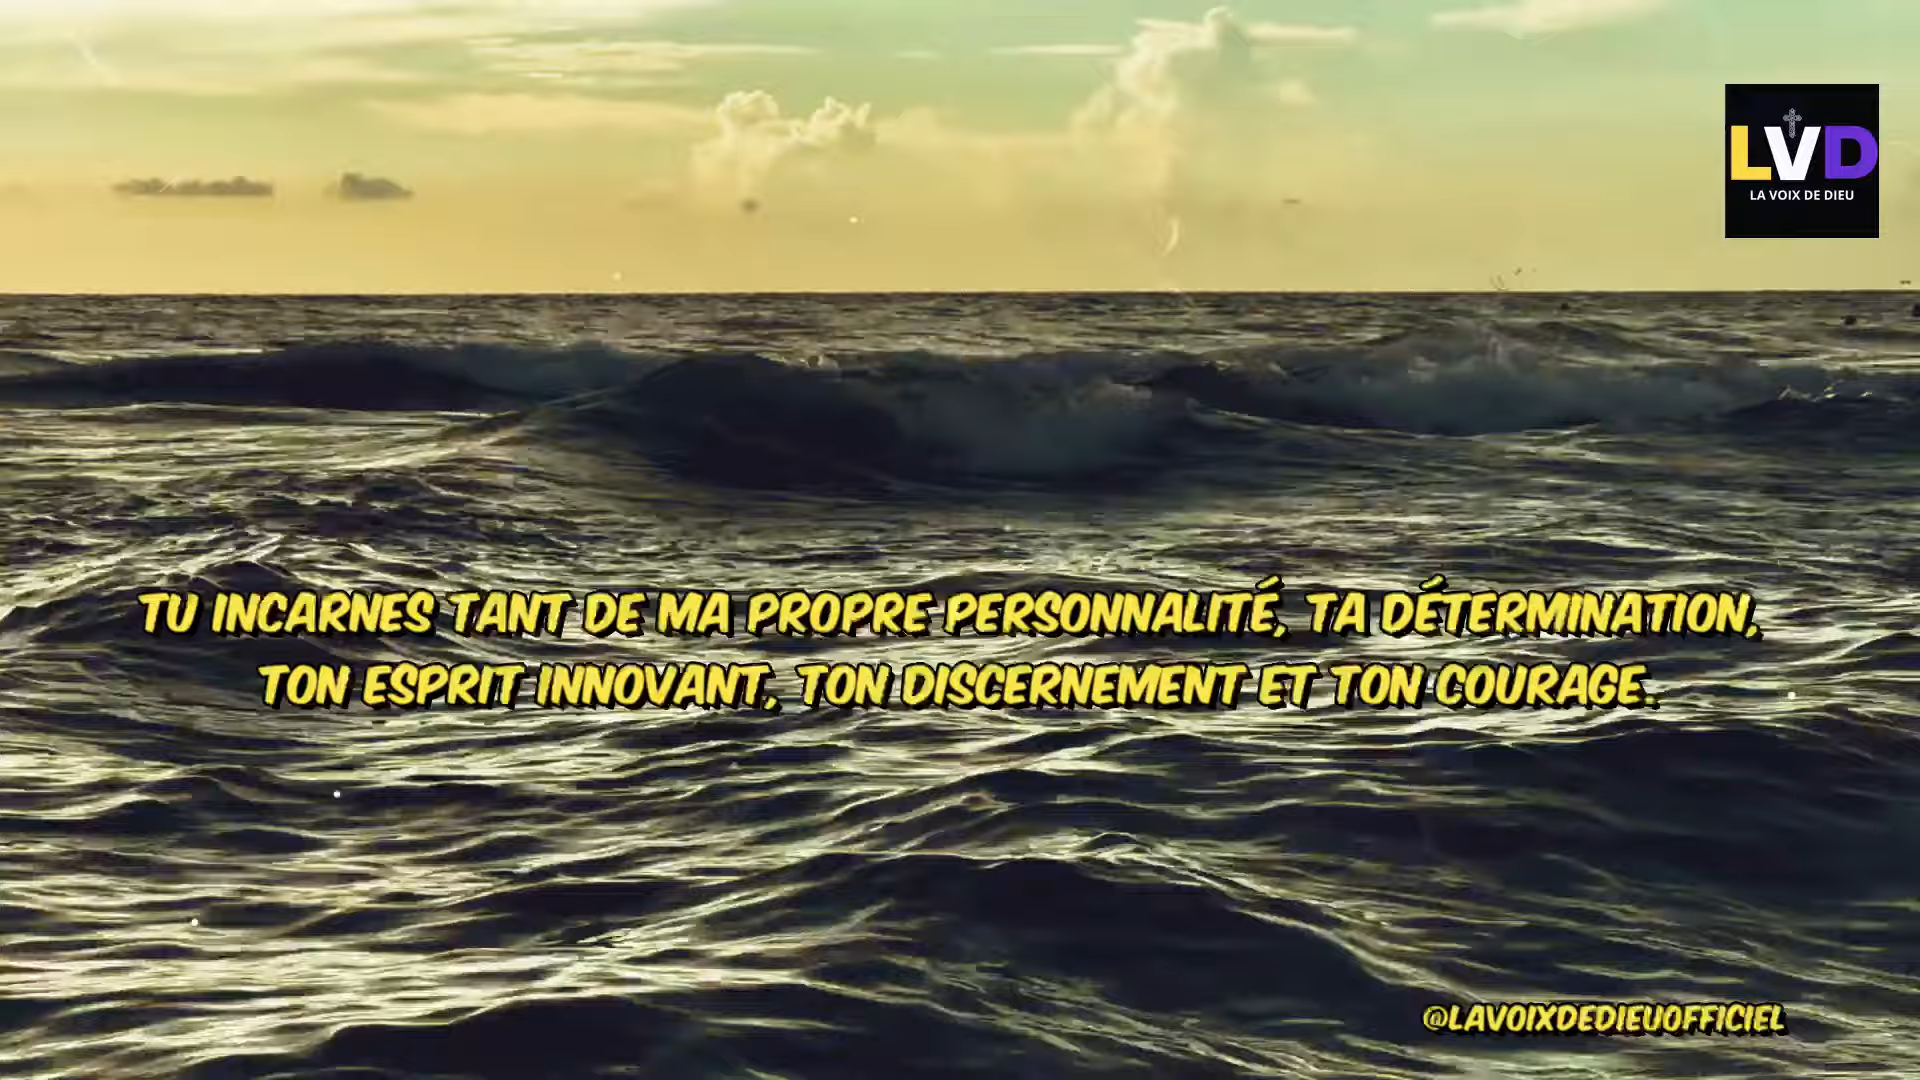 LVD
LA VOIX DE DIEU
TU INCARNES TANT DE MA PROPRE PERSONNALITÉ, TA DÉTERMINATION,
TON ESPRIT INNOVANT, TON DISCERNEMENT ET TON COURAGE.
@LAVOIXDEDIEUOFFICIEL